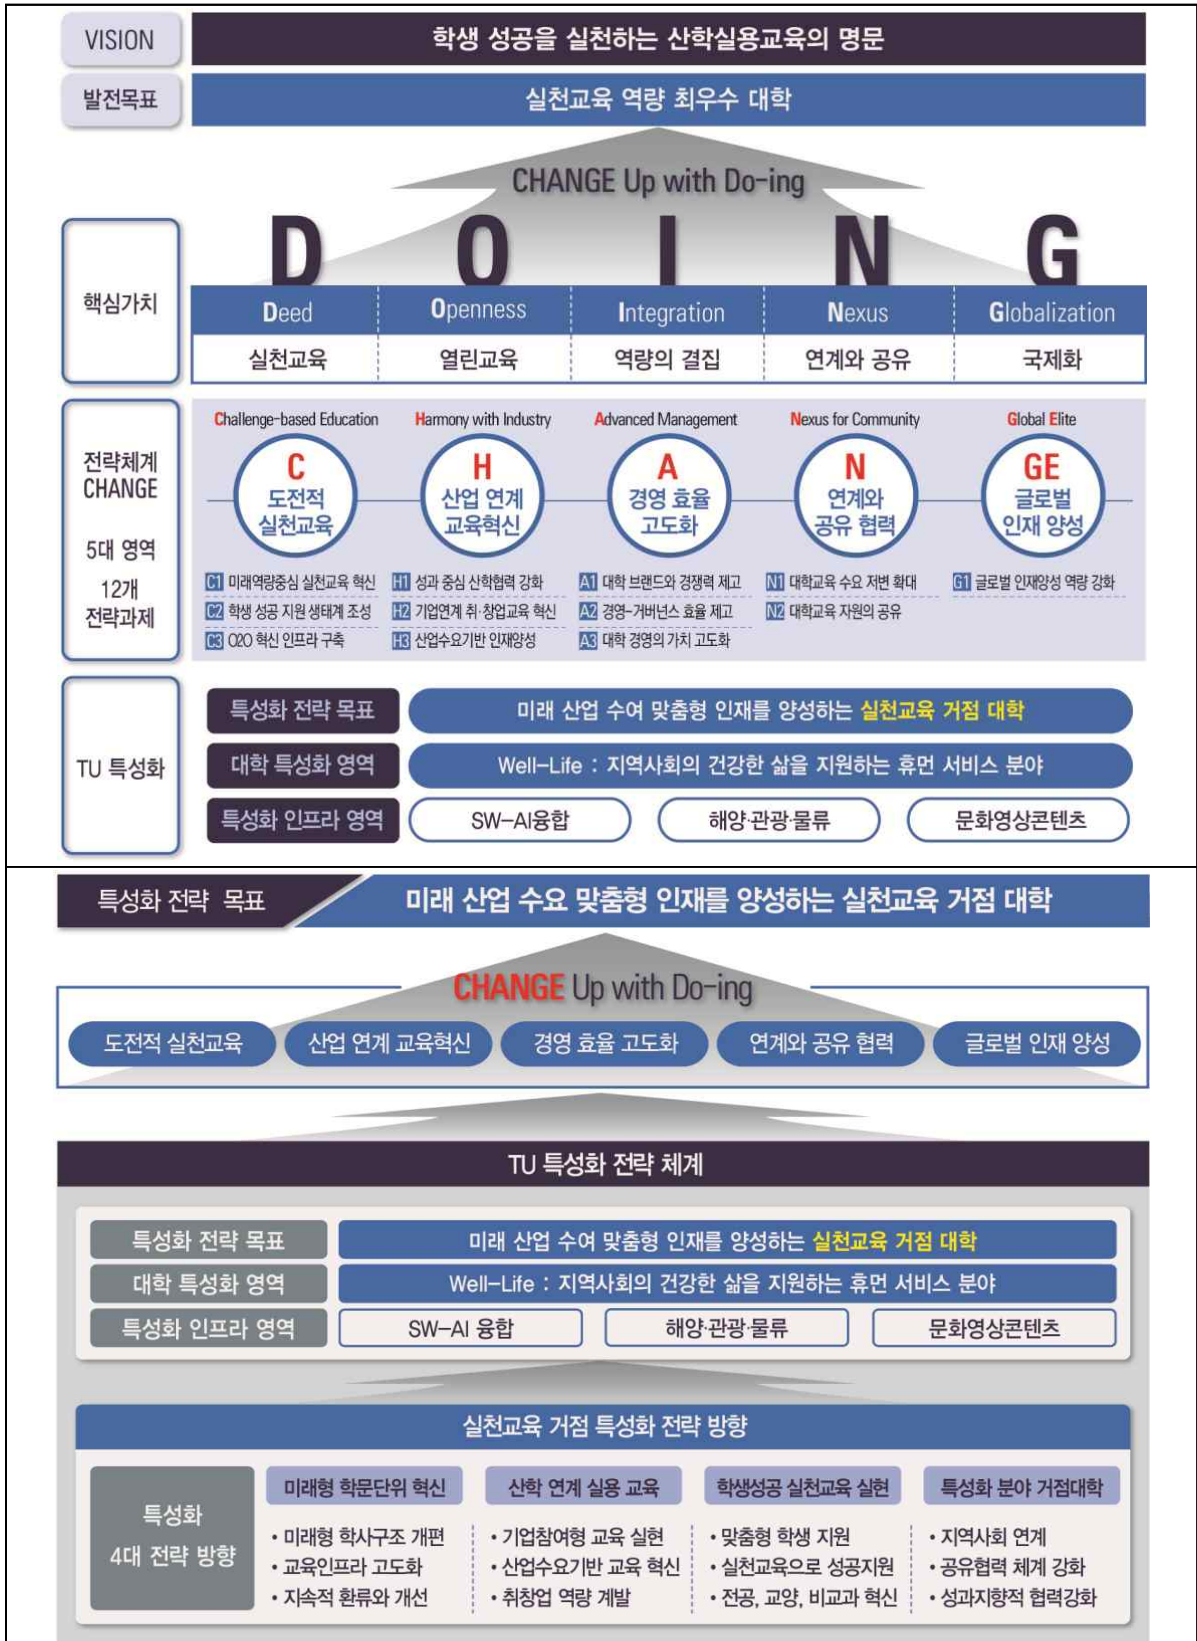 VISION
학생 성공을 실천하는 산학실용교육의 명문
발전목표
실천교육 역량 최우수 대학
CHANGE Up with Do-ing
D O I N G
핵심가치
Deed Openness Integration Nexus Globalization
실천교육 열린교육 역량의 결집 연계와 공유 국제화
전략체계
CHANGE
5대 영역
12개
전략과제
Challenge-based Education
C
도전적
실천교육
C1 미래역량중심 실천교육 혁신
C2 학생 성공 지원 생태계 조성
C3 O2O 혁신 인프라 구축
Harmony with Industry
H
산업 연계
교육혁신
H1 성과 중심 산학협력 강화
H2 기업연계 취·창업교육 혁신
H3 산업수요기반 인재양성
Advanced Management
A
경영 효율
고도화
A1 대학 브랜드와 경쟁력 제고
A2 경영-거버넌스 효율 제고
A3 대학 경영의 가치 고도화
Nexus for Community
N
연계와
공유 협력
N1 대학교육 수요 저변 확대
N2 대학교육 자원의 공유
Global Elite
GE
글로벌
인재 양성
G1 글로벌 인재양성 역량 강화
TU 특성화
특성화 전략 목표
미래 산업 수여 맞춤형 인재를 양성하는 실천교육 거점 대학
대학 특성화 영역
Well-Life : 지역사회의 건강한 삶을 지원하는 휴먼 서비스 분야
특성화 인프라 영역
SW-AI융합 해양·관광·물류 문화영상콘텐츠
특성화 전략 목표
미래 산업 수요 맞춤형 인재를 양성하는 실천교육 거점 대학
CHANGE Up with Do-ing
도전적 실천교육 산업 연계 교육혁신 경영 효율 고도화 연계와 공유 협력 글로벌 인재 양성
TU 특성화 전략 체계
특성화 전략 목표
미래 산업 수여 맞춤형 인재를 양성하는 실천교육 거점 대학
대학 특성화 영역
Well-Life : 지역사회의 건강한 삶을 지원하는 휴먼 서비스 분야
특성화 인프라 영역
SW-AI 융합 해양·관광·물류 문화영상콘텐츠
실천교육 거점 특성화 전략 방향
특성화
4대 전략 방향
미래형 학문단위 혁신
• 미래형 학사구조 개편
• 교육인프라 고도화
• 지속적 환류와 개선
산학 연계 실용 교육
• 기업참여형 교육 실현
• 산업수요기반 교육 혁신
• 취창업 역량 계발
학생성공 실천교육 실현
• 맞춤형 학생 지원
• 실천교육으로 성공지원
• 전공, 교양, 비교과 혁신
특성화 분야 거점대학
• 지역사회 연계
• 공유협력 체계 강화
• 성과지향적 협력강화